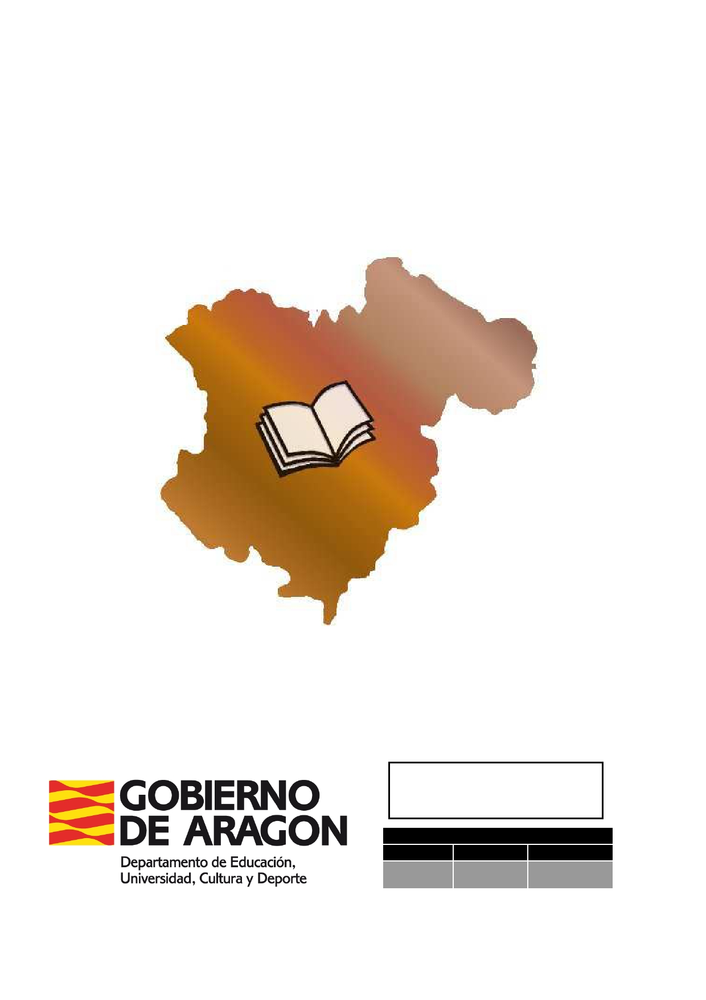 GOBIERNO
DE ARAGON
Departamento de Educación,
Universidad, Cultura y Deporte